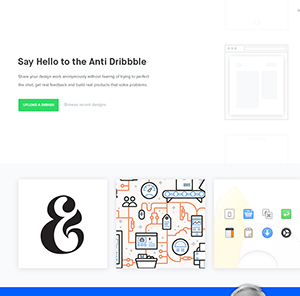 Say Hello to the Anti Dribbble
Share your design work anonymously without fearing of trying to perfect
the shot, get real feedback and build real products that solve problems.
UPLOAD A DESIGN
Browse recent designs
&